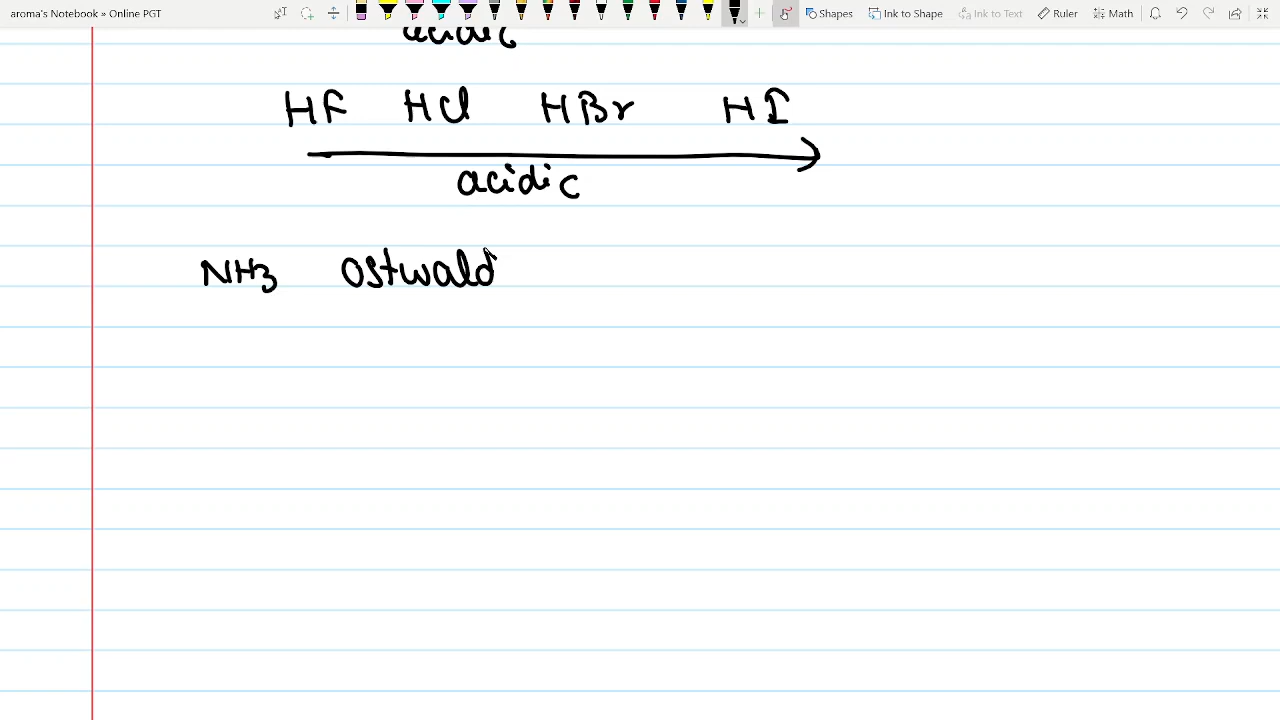 aroma's Notebook » Online PGT
Shapes Ink to Shape Ink to Text Ruler Math
acidic
HF HCl HBr HI
acidic
NH3 Ostwald